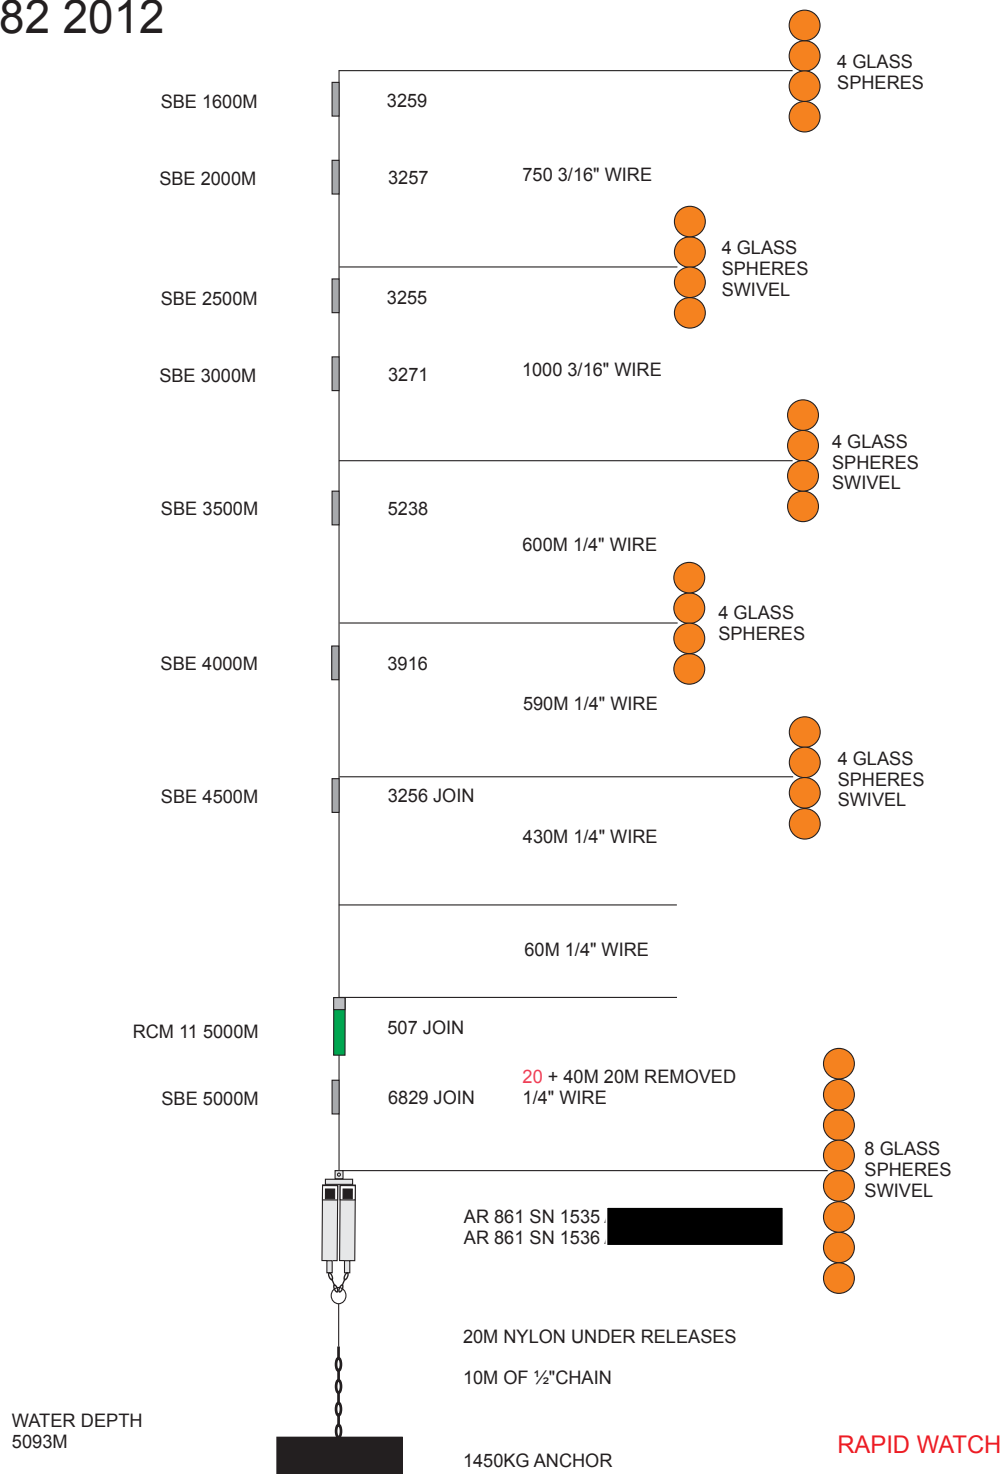 82 2012
4 GLASS
SPHERES
SBE 1600M 3259
SBE 2000M 3257 750 3/16" WIRE
4 GLASS
SPHERES
SWIVEL
SBE 2500M 3255
SBE 3000M 3271 1000 3/16" WIRE
4 GLASS
SPHERES
SWIVEL
SBE 3500M 5238
600M 1/4" WIRE
4 GLASS
SPHERES
SBE 4000M 3916
590M 1/4" WIRE
4 GLASS
SPHERES
SWIVEL
SBE 4500M 3256 JOIN
430M 1/4" WIRE
60M 1/4" WIRE
RCM 11 5000M 507 JOIN
20 + 40M 20M REMOVED
1/4" WIRE
SBE 5000M 6829 JOIN
8 GLASS
SPHERES
SWIVEL
AR 861 SN 1535
AR 861 SN 1536
20M NYLON UNDER RELEASES
10M OF ½"CHAIN
WATER DEPTH
5093M
1450KG ANCHOR
RAPID WATCH